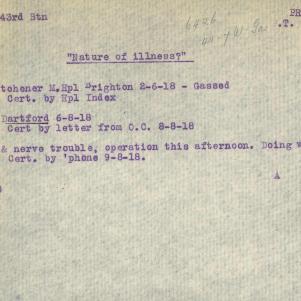 43rd Btn PR
.T.
6426
"Nature of illness?"
tchener M.Hpl Brighton 2-6-18 - Gassed
Cert. by Hpl Index
Dartford 6-8-18
Cert by letter from O.C. 8-8-18
& nerve trouble, operation this afternoon. Doing w
Cert. by 'phone 9-8-18.
A